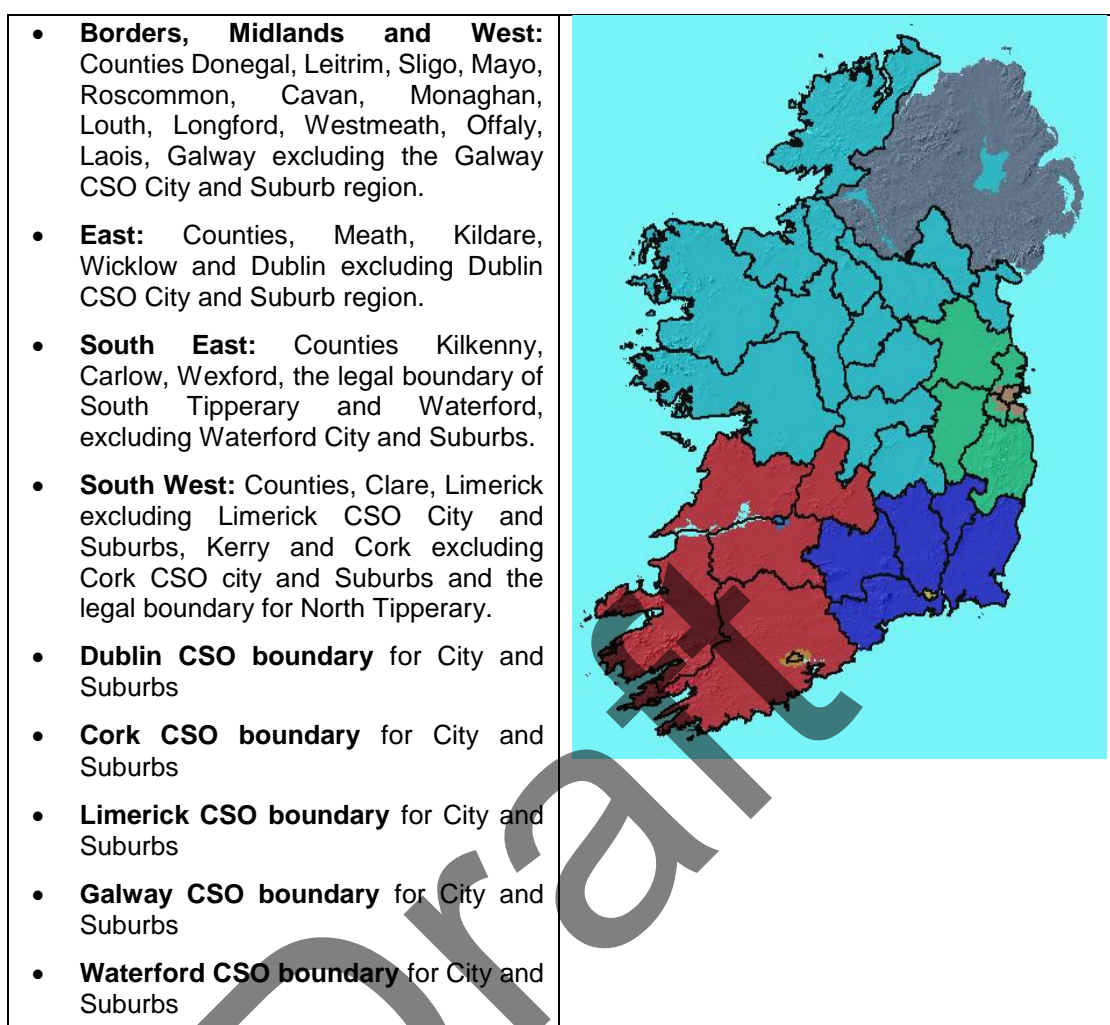 • Borders, Midlands and West:
Counties Donegal, Leitrim, Sligo, Mayo,
Roscommon, Cavan, Monaghan,
Louth, Longford, Westmeath, Offaly,
Laois, Galway excluding the Galway
CSO City and Suburb region.
• East: Counties, Meath, Kildare,
Wicklow and Dublin excluding Dublin
CSO City and Suburb region.
• South East: Counties Kilkenny,
Carlow, Wexford, the legal boundary of
South Tipperary and Waterford,
excluding Waterford City and Suburbs.
• South West: Counties, Clare, Limerick
excluding Limerick CSO City and
Suburbs, Kerry and Cork excluding
Cork CSO city and Suburbs and the
legal boundary for North Tipperary.
• Dublin CSO boundary for City and
Suburbs
• Cork CSO boundary for City and
Suburbs
• Limerick CSO boundary for City and
Suburbs
• Galway CSO boundary for City and
Suburbs
• Waterford CSO boundary for City and
Suburbs
Draft